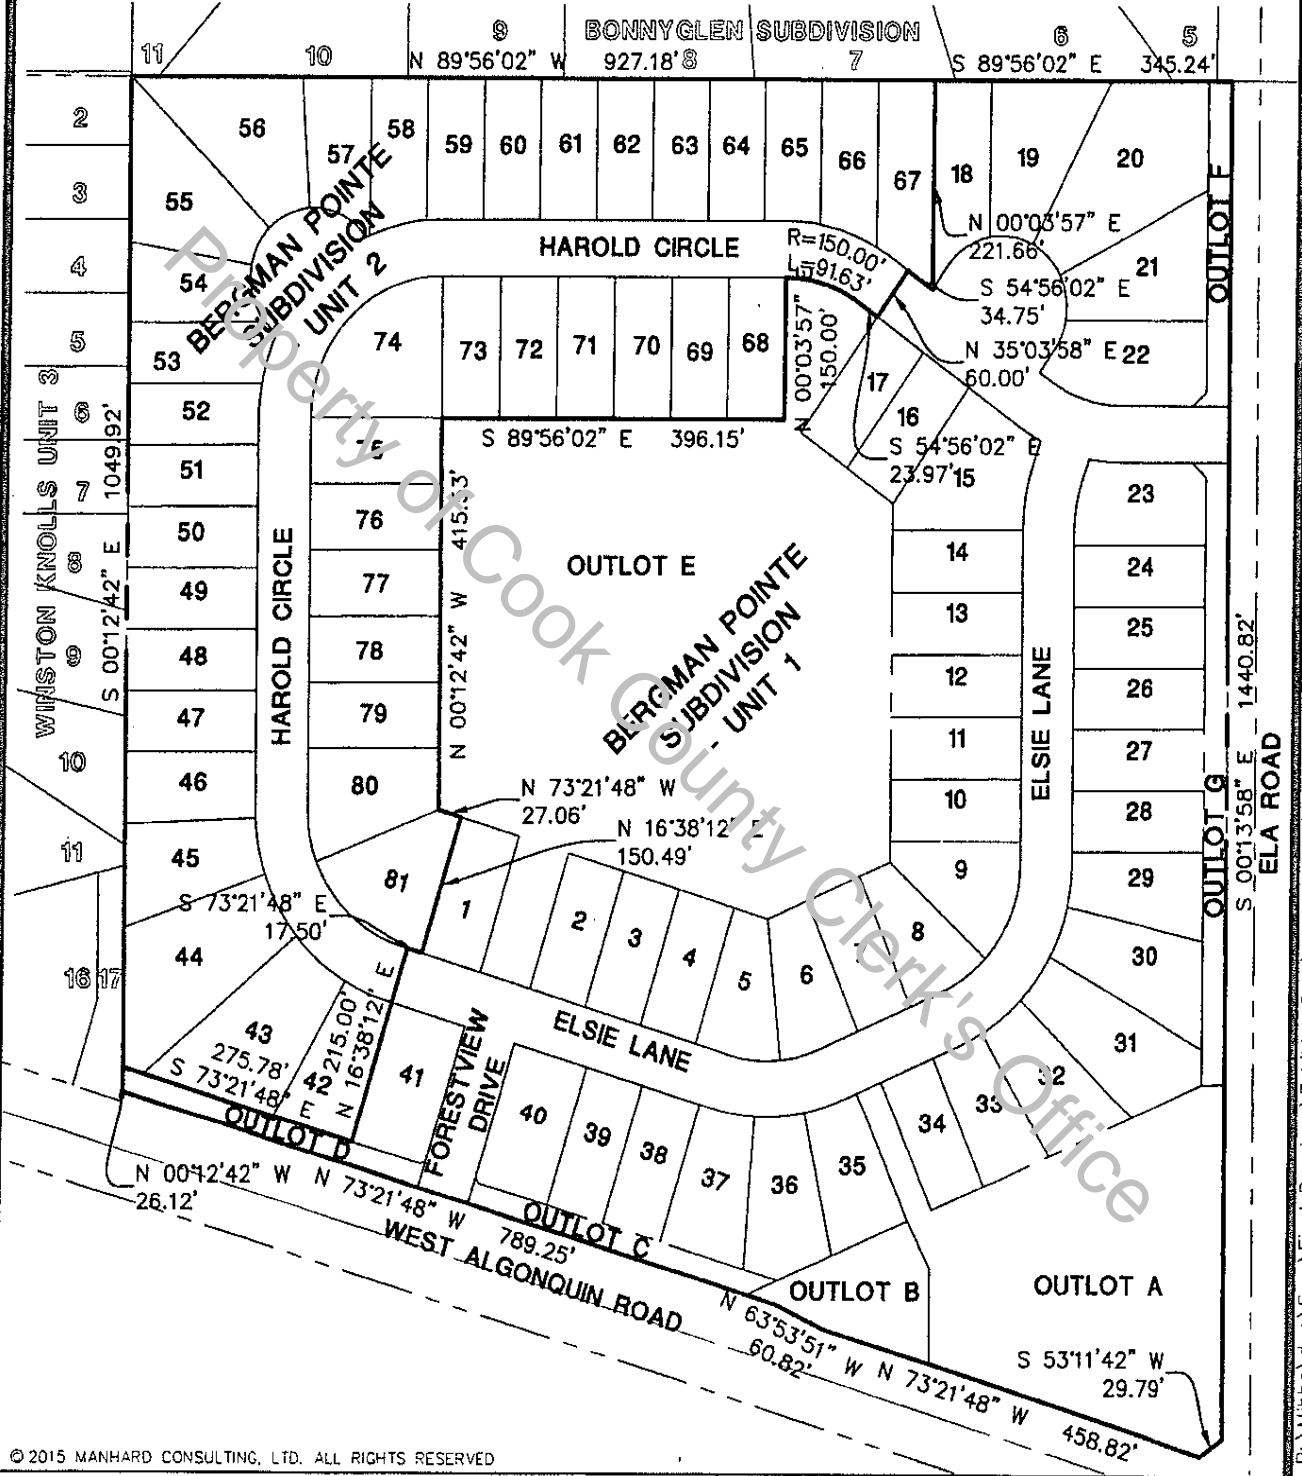 BONNYGLEN SUBDIVISION
11
10
9
8
7
6
5
N 89°56'02" W 927.18'
S 89°56'02" E 345.24'
2
3
4
5
6
7
8
9
10
11
16
17
WINSTON KNOLLS UNIT 3
S 00°12'42" E 1049.92'
56
57
58
59
60
61
62
63
64
65
66
67
18
19
20
21
22
55
54
53
52
51
50
49
48
47
46
45
44
43
42
BERGMAN POINTE
SUBDIVISION
UNIT 2
HAROLD CIRCLE
R=150.00'
L=91.63'
N 00°03'57" E
221.66'
S 54°56'02" E
34.75'
N 35°03'58" E
60.00'
N 00°03'57"
150.00'
S 54°56'02" E
23.97'
OUTLOT F
74
73
72
71
70
69
68
17
16
15
S 89°56'02" E 396.15'
75
76
77
78
79
80
81
HAROLD CIRCLE
N 00°12'42" W 415.53'
OUTLOT E
BERGMAN POINTE
SUBDIVISION
- UNIT 1
14
13
12
11
10
9
ELSIE LANE
23
24
25
26
27
28
29
30
31
OUTLOT G
S 00°13'58" E 1440.82'
ELA ROAD
N 73°21'48" W
27.06'
N 16°38'12" E
150.49'
S 73°21'48" E
17.50'
1
2
3
4
5
6
7
8
ELSIE LANE
275.78'
S 73°21'48" E
215.00'
N 16°38'12" E
41
FORESTVIEW
DRIVE
40
39
38
37
36
35
34
33
32
OUTLOT D
OUTLOT C
OUTLOT B
OUTLOT A
N 00°12'42" W
26.12'
N 73°21'48" W
789.25'
WEST ALGONQUIN ROAD
N 63°53'51" W
60.82'
N 73°21'48" W
458.82'
S 53°11'42" W
29.79'
Property of Cook County Clerk's Office
© 2015 MANHARD CONSULTING, LTD. ALL RIGHTS RESERVED